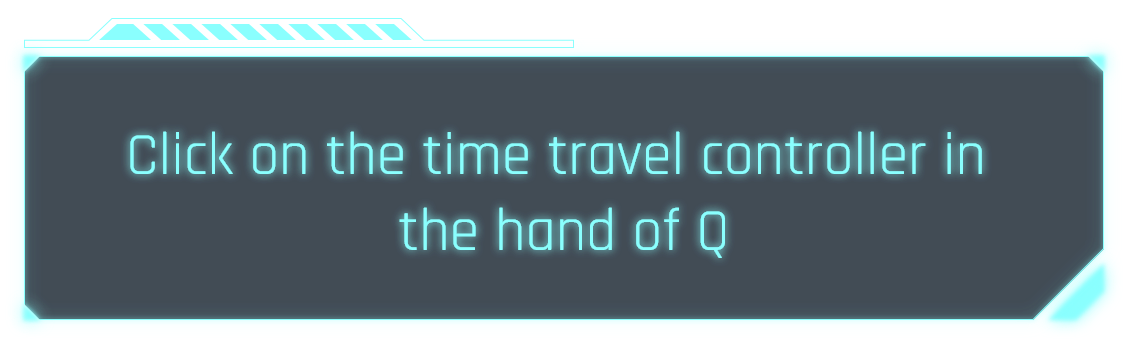 Click on the time travel controller in
the hand of Q